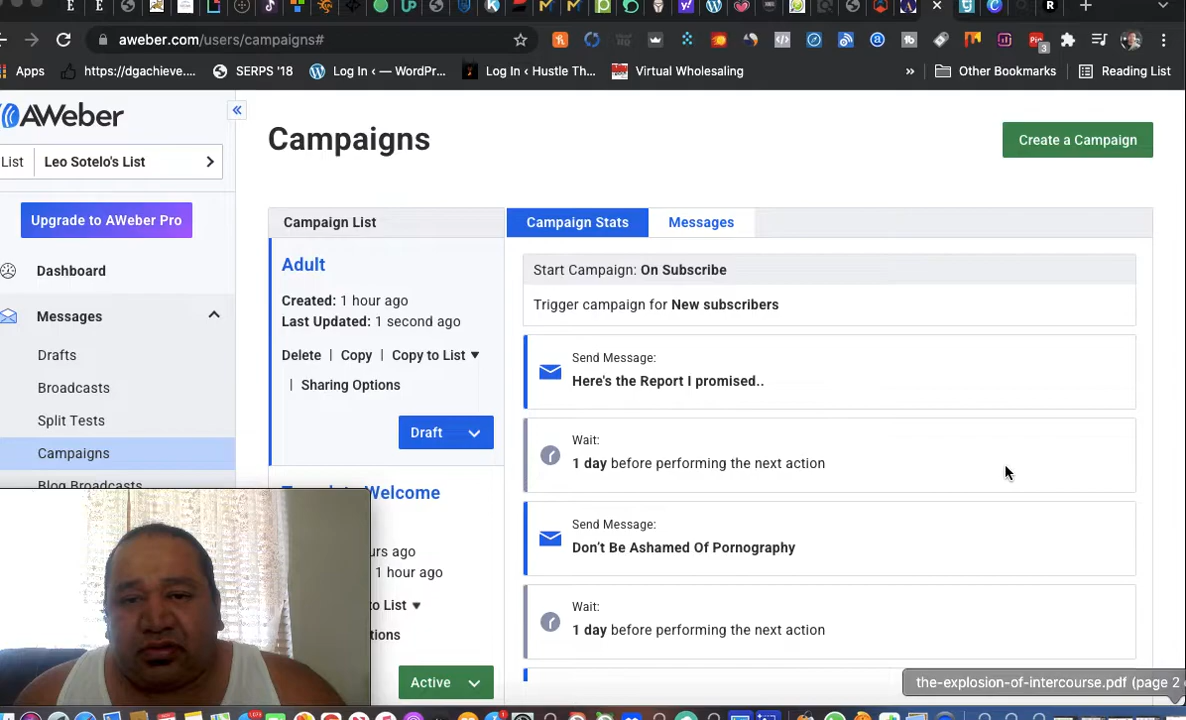 E
E
UP
K
aweber.com/users/campaigns#
3
Apps
https://dgachieve...
SERPS '18
Log In ‹ — WordPr...
Log In ‹ Hustle Th...
Virtual Wholesaling
»
Other Bookmarks
Reading List
AWeber
«
Campaigns
Create a Campaign
List
Leo Sotelo's List
Upgrade to AWeber Pro
Dashboard
Messages
Drafts
Broadcasts
Split Tests
Campaigns
Blog Broadcasts
Campaign List
Campaign Stats
Messages
Adult
Created: 1 hour ago
Last Updated: 1 second ago
Delete | Copy | Copy to List ▼
| Sharing Options
Draft
Welcome
urs ago
1 hour ago
to List ▼
tions
Active
Start Campaign: On Subscribe
Trigger campaign for New subscribers
Send Message:
Here's the Report I promised..
Wait:
1 day before performing the next action
Send Message:
Don't Be Ashamed Of Pornography
Wait:
1 day before performing the next action
the-explosion-of-intercourse.pdf (page 2